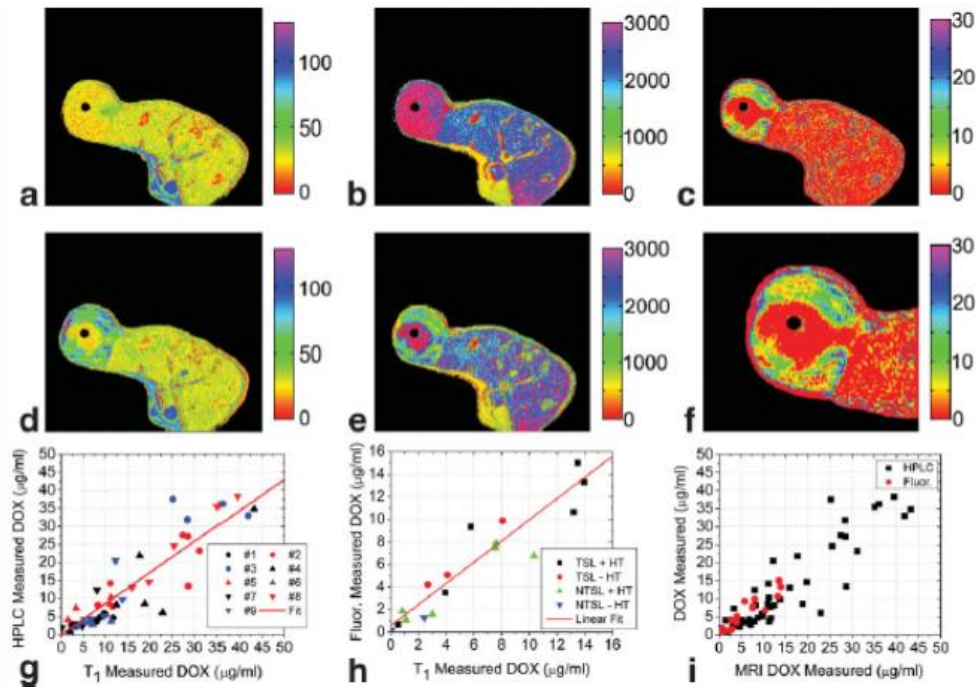 100
50
0
a
3000
2000
1000
0
b
30
25
20
15
10
5
0
c
100
50
0
d
3000
2000
1000
0
e
30
25
20
15
10
5
0
f
HPLC Measured DOX (µg/ml)
50
45
40
35
30
25
20
15
10
5
0
#1 #2
#3 #4
#5 #6
#7 #8
#9 Fit
0 5 10 15 20 25 30 35 40 45 50
g T1 Measured DOX (µg/ml)
Fluor. Measured DOX (µg/ml)
16
14
12
10
8
6
4
2
0
TSL + HT
TSL - HT
NTSL + HT
NTSL - HT
Linear Fit
0 2 4 6 8 10 12 14 16
h T1 Measured DOX (µg/ml)
DOX Measured (µg/ml)
50
45
40
35
30
25
20
15
10
5
0
HPLC
Fluor.
0 5 10 15 20 25 30 35 40 45 50
i MRI DOX Measured (µg/ml)